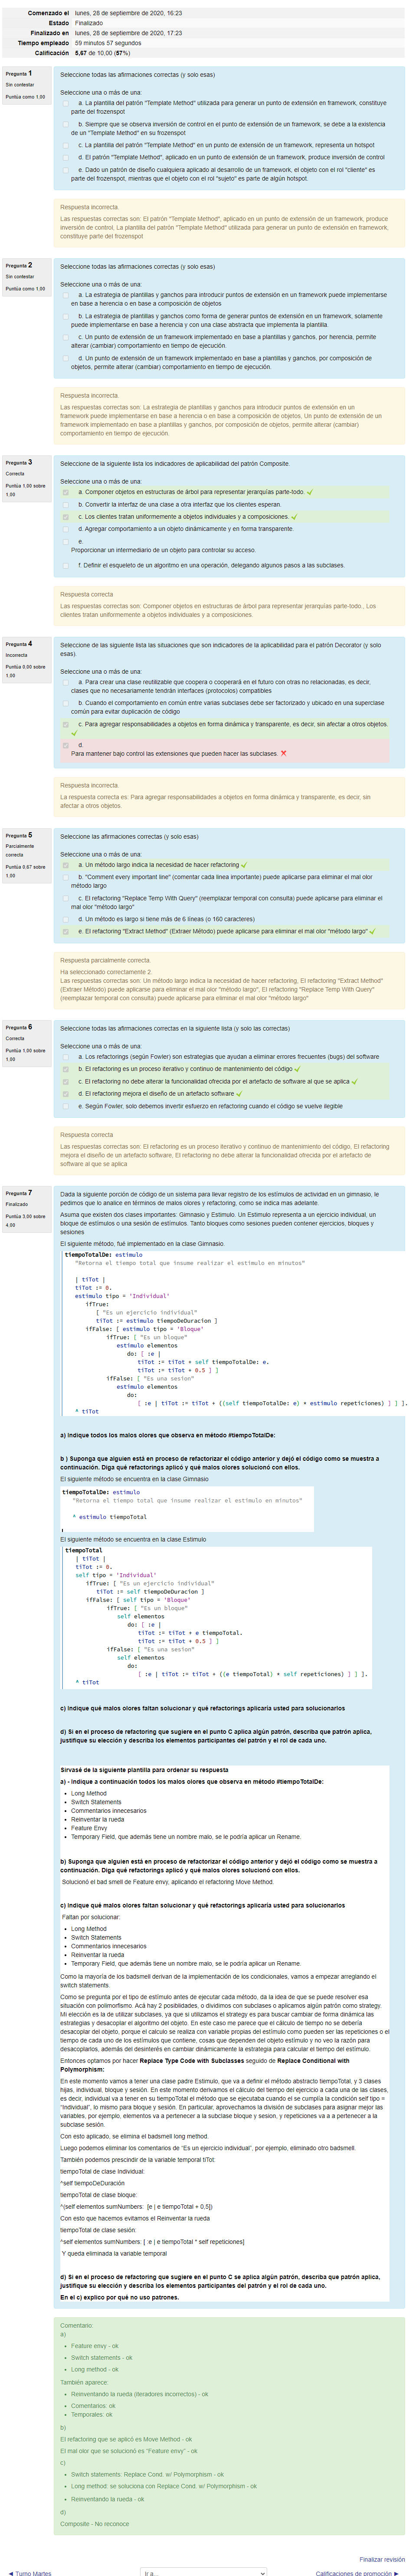 Comenzado el lunes, 28 de septiembre de 2020, 16:23
Estado Finalizado
Finalizado en lunes, 28 de septiembre de 2020, 17:23
Tiempo empleado 59 minutos 57 segundos
Calificación 5,67 de 10,00 (57%)
Pregunta 1
Sin contestar
Puntúa como 1,00
Seleccione todas las afirmaciones correctas (y solo esas)
Seleccione una o más de una:
a. La plantilla del patrón "Template Method" utilizada para generar un punto de extensión en un framework, constituye
parte del frozenspot
b. Siempre que se observa inversión de control en el punto de extensión de un framework, se debe a la existencia
de un "Template Method" en su frozenspot
c. La plantilla del patrón "Template Method" en un punto de extensión de un framework, representa un hotspot
d. El patrón "Template Method", aplicado en un punto de extensión de un framework, produce inversión de control
e. Dado un patrón de diseño cualquiera aplicado al desarrollo de un framework, el objeto con el rol "cliente" es
parte del frozenspot, mientras que el objeto con el rol "sujeto" es parte de algún hotspot.
Respuesta incorrecta.
Las respuestas correctas son: El patrón "Template Method", aplicado en un punto de extensión de un framework, produce
inversión de control, La plantilla del patrón "Template Method" utilizada para generar un punto de extensión en un framework,
constituye parte del frozenspot
Pregunta 2
Sin contestar
Puntúa como 1,00
Seleccione todas las afirmaciones correctas (y solo esas)
Seleccione una o más de una:
a. La estrategia de plantillas y ganchos para introducir puntos de extensión en un framework puede implementarse
en base a herencia o en base a composición de objetos
b. La estrategia de plantillas y ganchos como forma de generar puntos de extensión en un framework, solamente
puede implementarse en base a herencia y con una clase abstracta que implementa la plantilla.
c. Un punto de extensión de un framework implementado en base a plantillas y ganchos, por herencia, permite
alterar (cambiar) comportamiento en tiempo de ejecución.
d. Un punto de extensión de un framework implementado en base a plantillas y ganchos, por composición de
objetos, permite alterar (cambiar) comportamiento en tiempo de ejecución.
Respuesta incorrecta.
Las respuestas correctas son: La estrategia de plantillas y ganchos para introducir puntos de extensión en un
framework puede implementarse en base a herencia o en base a composición de objetos, Un punto de extensión de un
framework implementado en base a plantillas y ganchos, por composición de objetos, permite alterar (cambiar)
comportamiento en tiempo de ejecución.
Pregunta 3
Correcta
Puntúa 1,00 sobre
1,00
Seleccione de la siguiente lista los indicadores de aplicabilidad del patrón Composite.
Seleccione una o más de una:
a. Componer objetos en estructuras de árbol para representar jerarquías parte-todo.
b. Convertir la interfaz de una clase a otra interfaz que los clientes esperan.
c. Los clientes tratan uniformemente a objetos individuales y a composiciones.
d. Agregar comportamiento a un objeto dinámicamente y en forma transparente.
e.
Proporcionar un intermediario de un objeto para controlar su acceso.
f. Definir el esqueleto de un algoritmo en una operación, delegando algunos pasos a las subclases.
Respuesta correcta
Las respuestas correctas son: Componer objetos en estructuras de árbol para representar jerarquías parte-todo., Los
clientes tratan uniformemente a objetos individuales y a composiciones.
Pregunta 4
Incorrecta
Puntúa 0,00 sobre
1,00
Seleccione de las siguiente lista las situaciones que son indicadores de la aplicabilidad para el patrón Decorator (y solo
esas).
Seleccione una o más de una:
a. Para crear una clase reutilizable que coopera o cooperará en el futuro con otras no relacionadas, es decir,
clases que no necesariamente tendrán interfaces (protocolos) compatibles
b. Cuando el comportamiento en común entre varias subclases debe ser factorizado y ubicado en una superclase
común para evitar duplicación de código
c. Para agregar responsabilidades a objetos en forma dinámica y transparente, es decir, sin afectar a otros objetos.
d.
Para mantener bajo control las extensiones que pueden hacer las subclases.
Respuesta incorrecta.
La respuesta correcta es: Para agregar responsabilidades a objetos en forma dinámica y transparente, es decir, sin
afectar a otros objetos.
Pregunta 5
Parcialmente
correcta
Puntúa 0,67 sobre
1,00
Seleccione las afirmaciones correctas (y solo esas)
Seleccione una o más de una:
a. Un método largo indica la necesidad de hacer refactoring
b. "Comment every important line" (comentar cada línea importante) puede aplicarse para eliminar el mal olor
método largo
c. El refactoring "Replace Temp With Query" (reemplazar temporal con consulta) puede aplicarse para eliminar el
mal olor "método largo"
d. Un método es largo si tiene más de 6 líneas (o 160 caracteres)
e. El refactoring "Extract Method" (Extraer Método) puede aplicarse para eliminar el mal olor "método largo"
Respuesta parcialmente correcta.
Ha seleccionado correctamente 2.
Las respuestas correctas son: Un método largo indica la necesidad de hacer refactoring, El refactoring "Extract Method"
(Extraer Método) puede aplicarse para eliminar el mal olor "método largo", El refactoring "Replace Temp With Query"
(reemplazar temporal con consulta) puede aplicarse para eliminar el mal olor "método largo"
Pregunta 6
Correcta
Puntúa 1,00 sobre
1,00
Seleccione todas las afirmaciones correctas en la siguiente lista (y solo las correctas)
Seleccione una o más de una:
a. Los refactorings (según Fowler) son estrategias que ayudan a eliminar errores frecuentes (bugs) del software
b. El refactoring es un proceso iterativo y continuo de mantenimiento del código
c. El refactoring no debe alterar la funcionalidad ofrecida por el artefacto de software al que se aplica
d. El refactoring mejora el diseño de un artefacto software
e. Según Fowler, solo debemos invertir esfuerzo en refactoring cuando el código se vuelve ilegible
Respuesta correcta
Las respuestas correctas son: El refactoring es un proceso iterativo y continuo de mantenimiento del código, El refactoring
mejora el diseño de un artefacto software, El refactoring no debe alterar la funcionalidad ofrecida por el artefacto de
software al que se aplica
Pregunta 7
Finalizado
Puntúa 3,00 sobre
4,00
Dada la siguiente porción de código de un sistema para llevar registro de los estímulos de actividad en un gimnasio, le
pedimos que lo analice en términos de malos olores y refactoring, como se indica mas adelante.
Asuma que existen dos clases importantes: Gimnasio y Estimulo. Un Estimulo representa a un ejercicio individual, un
bloque de estímulos o una sesión de estímulos. Tanto bloques como sesiones pueden contener ejercicios, bloques y
sesiones
El siguiente método, fué implementado en la clase Gimnasio.
tiempoTotalDe: estimulo
"Retorna el tiempo total que insume realizar el estimulo en minutos"
| tiTot |
tiTot := 0.
estimulo tipo = 'Individual'
ifTrue:
[ "Es un ejercicio individual"
tiTot := estimulo tiempoDeDuracion ]
ifFalse: [ estimulo tipo = 'Bloque'
ifTrue: [ "Es un bloque"
estimulo elementos
do: [ :e |
tiTot := tiTot + self tiempoTotalDe: e.
tiTot := tiTot + 0.5 ] ]
ifFalse: [ "Es una sesion"
estimulo elementos
do:
[ :e | tiTot := tiTot + ((self tiempoTotalDe: e) + estimulo repeticiones) ] ] ].
^ tiTot
a) Indique todos los malos olores que observa en método #tiempoTotalDe:
b ) Suponga que alguien está en proceso de refactorizar el código anterior y dejó el código como se muestra a
continuación. Diga qué refactorings aplicó y qué malos olores solucionó con ellos.
El siguiente método se encuentra en la clase Gimnasio
tiempoTotalDe: estimulo
"Retorna el tiempo total que insume realizar el estimulo en minutos"
^ estimulo tiempoTotal
El siguiente método se encuentra en la clase Estimulo
tiempoTotal
| tiTot |
tiTot := 0.
self tipo = 'Individual'
ifTrue: [ "Es un ejercicio individual"
tiTot := self tiempoDeDuracion ]
ifFalse: [ self tipo = 'Bloque'
ifTrue: [ "Es un bloque"
self elementos
do: [ :e |
tiTot := tiTot + e tiempoTotal.
tiTot := tiTot + 0.5 ] ]
ifFalse: [ "Es una sesion"
self elementos
do:
[ :e | tiTot := tiTot + ((e tiempoTotal) + self repeticiones) ] ] ].
^ tiTot
c) Indique qué malos olores faltan solucionar y qué refactorings aplicaría usted para solucionarlos
d) Si en el proceso de refactoring que sugiere en el punto C aplica algún patrón, describa que patrón aplica,
justifique su elección y describa los elementos participantes del patrón y el rol de cada uno.
Sírvasé de la siguiente plantilla para ordenar su respuesta
a) - Indique a continuación todos los malos olores que observa en método #tiempoTotalDe:
Long Method
Switch Statements
Commentarios innecesarios
Reinventar la rueda
Feature Envy
Temporary Field, que además tiene un nombre malo, se le podría aplicar un Rename.
b) Suponga que alguien está en proceso de refactorizar el código anterior y dejó el código como se muestra a
continuación. Diga qué refactorings aplicó y qué malos olores solucionó con ellos.
Solucionó el bad smell de Feature envy, aplicando el refactoring Move Method.
c) Indique qué malos olores faltan solucionar y qué refactorings aplicaría usted para solucionarlos
Faltan por solucionar:
Long Method
Switch Statements
Commentarios innecesarios
Reinventar la rueda
Temporary Field, que además tiene un nombre malo, se le podría aplicar un Rename.
Como la mayoría de los badsmell derivan de la implementación de los condicionales, vamos a empezar arreglando el
switch statements.
Como se pregunta por el tipo de estímulo antes de ejecutar cada método, da la idea de que se puede resolver esa
situación con polimorfismo. Acá hay 2 posibilidades, o dividimos con subclases o aplicamos algún patrón como strategy.
Mi elección es la de utilizar subclases, ya que si utilizamos el strategy es para buscar cambiar de forma dinámica las
estrategias y desacoplar el algoritmo del objeto. En este caso me parece que el cálculo de tiempo no se debería
desacoplar del objeto, porque el calculo se realiza con variable propias del estímulo como pueden ser las repeticiones o el
tiempo de cada uno de los estímulos que contiene, cosas que dependen del objeto estímulo y no veo la razón para
desacoplarlos, además del desinterés en cambiar dinámicamente la estrategia para calcular el tiempo del estímulo.
Entonces optamos por hacer Replace Type Code with Subclasses seguido de Replace Conditional with
Polymorphism:
En este momento vamos a tener una clase padre Estímulo, que va a definir el método abstracto tiempoTotal, y 3 clases
hijas, individual, bloque y sesión. En este momento derivamos el cálculo del tiempo del ejercicio a cada una de las clases,
es decir, individual va a tener en su tiempoTotal el método que se ejecutaba cuando el se cumplía la condición self tipo =
"Individual", lo mismo para bloque y sesión. En particular, aprovechamos la división de subclases para asignar mejor las
variables, por ejemplo, elementos va a pertenecer a la subclase bloque y sesion, y repeticiones va a a pertenecer a la
subclase sesión.
Con esto aplicado, se elimina el badsmell long method.
Luego podemos eliminar los comentarios de "Es un ejercicio individual", por ejemplo, eliminado otro badsmell.
También podemos prescindir de la variable temporal tiTot:
tiempoTotal de clase Individual:
^self tiempoDeDuración
tiempoTotal de clase bloque:
^(self elementos sumNumbers: [e | e tiempoTotal + 0,5])
Con esto que hacemos evitamos el Reinventar la rueda
tiempoTotal de clase sesión:
^self elementos sumNumbers: [ :e | e tiempoTotal * self repeticiones]
Y queda eliminada la variable temporal
d) Si en el proceso de refactoring que sugiere en el punto C se aplica algún patrón, describa que patrón aplica,
justifique su elección y describa los elementos participantes del patrón y el rol de cada uno.
En el c) explico por qué no uso patrones.
Comentario:
a)
Feature envy - ok
Switch statements - ok
Long method - ok
También aparece:
Reinventando la rueda (iteradores incorrectos) - ok
Comentarios: ok
Temporales: ok
b)
El refactoring que se aplicó es Move Method - ok
El mal olor que se solucionó es "Feature envy" - ok
c)
Switch statements: Replace Cond. w/ Polymorphism - ok
Long method: se soluciona con Replace Cond. w/ Polymorphism - ok
Reinventando la rueda - ok
d)
Composite - No reconoce
Finalizar revisión
◄ Turno Martes
Ir a...
Calificaciones de promoción ►